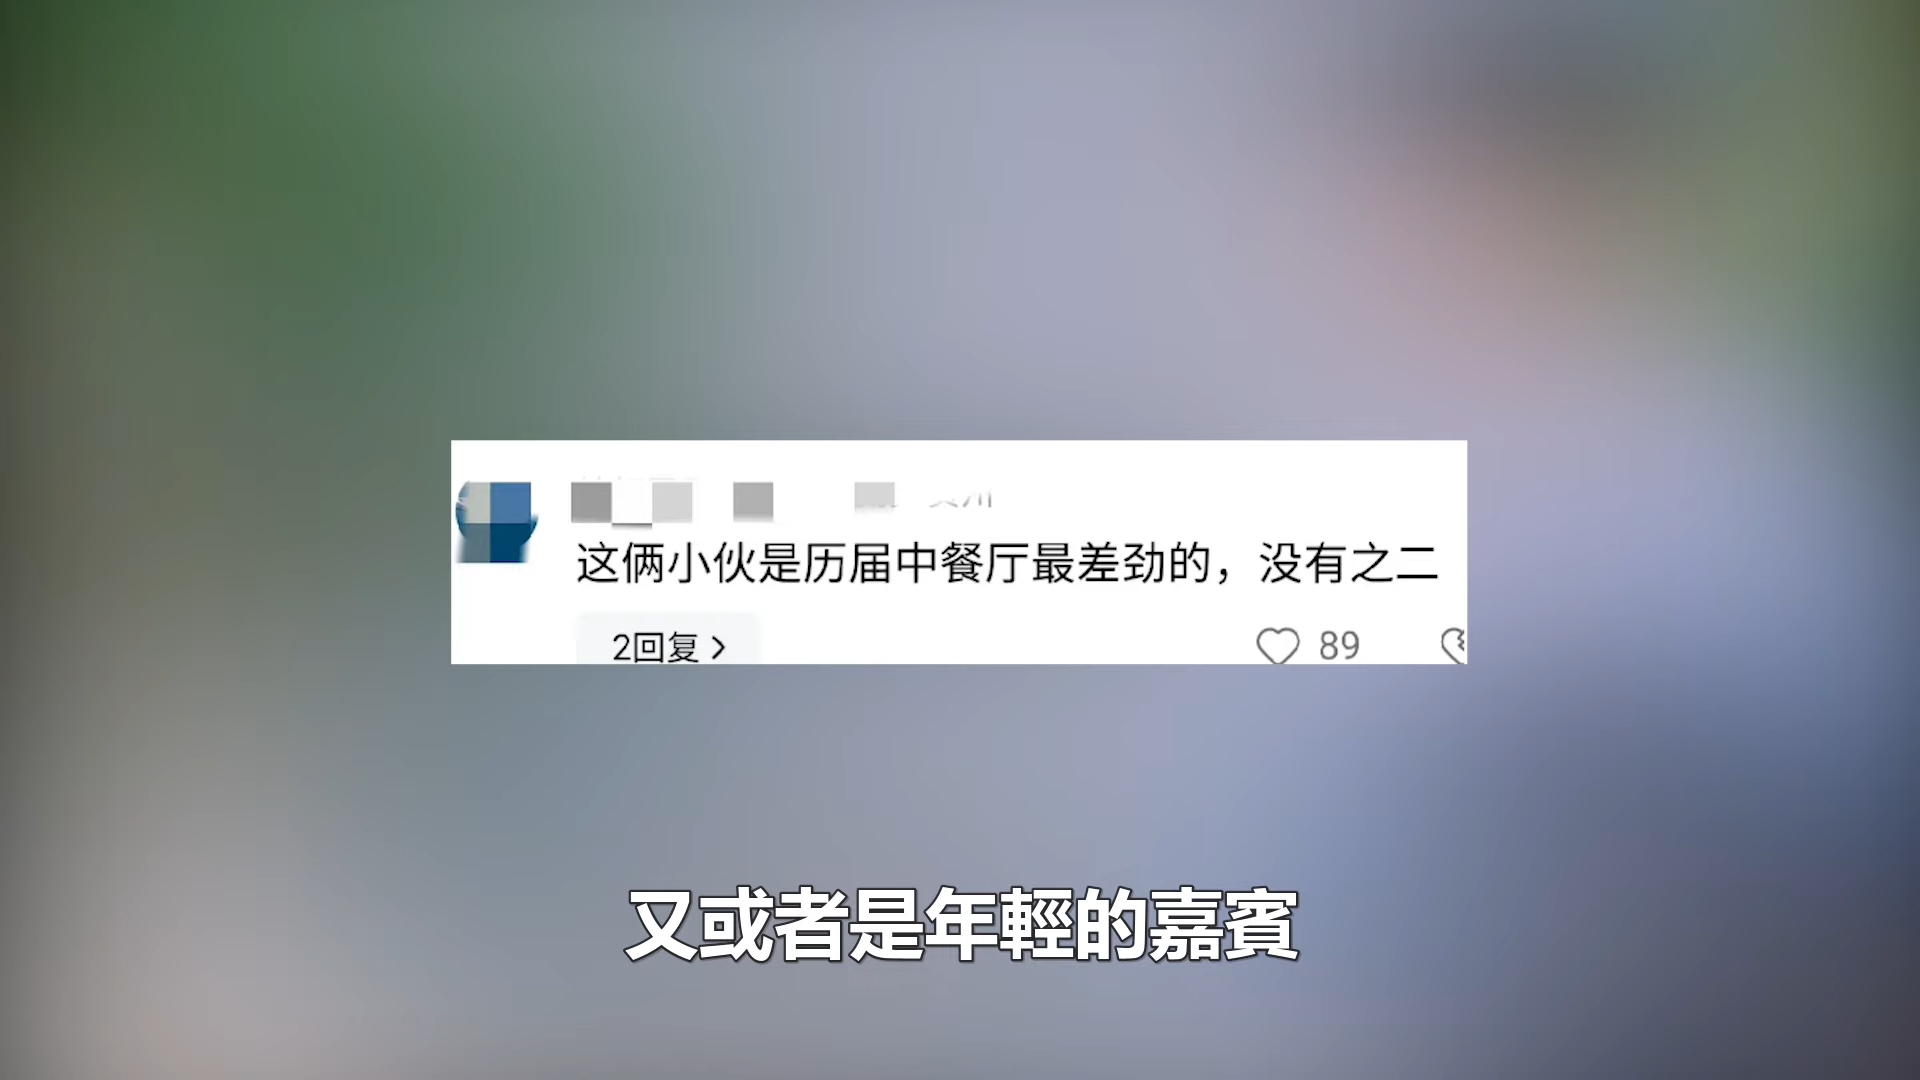 这俩小伙是历届中餐厅最差劲的，没有之二
2回复 >
89
又或者是年輕的嘉賓